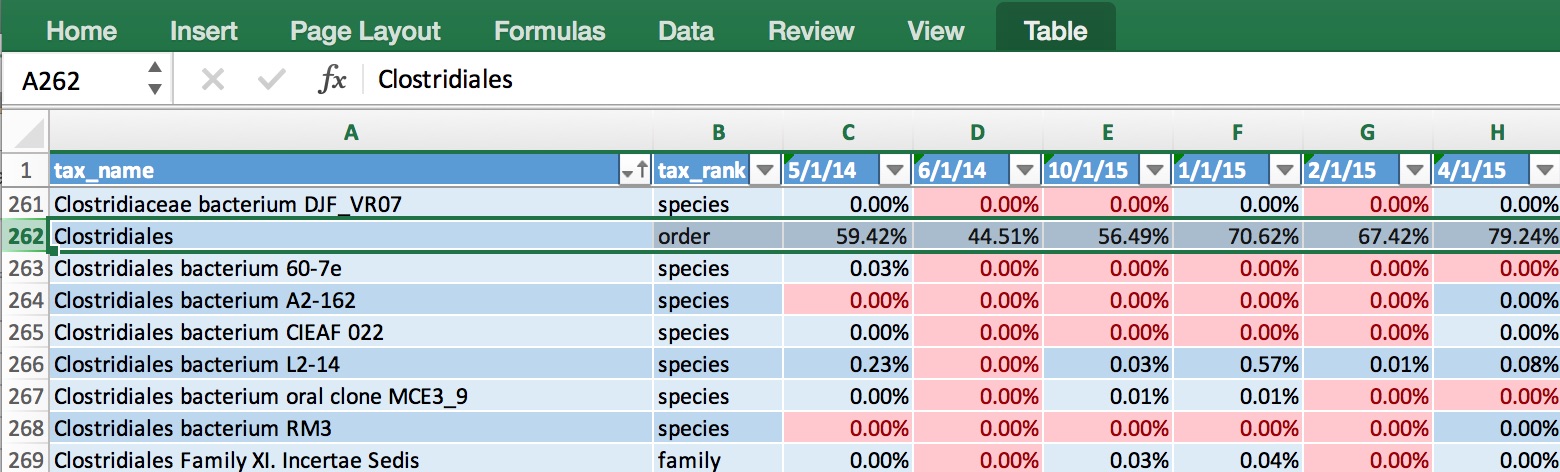 Home Insert Page Layout Formulas Data Review View Table
A262 fx Clostridiales
A B C D E F G H
1 tax_name tax_rank 5/1/14 6/1/14 10/1/15 1/1/15 2/1/15 4/1/15
261 Clostridiaceae bacterium DJF_VR07 species 0.00% 0.00% 0.00% 0.00% 0.00% 0.00%
262 Clostridiales order 59.42% 44.51% 56.49% 70.62% 67.42% 79.24%
263 Clostridiales bacterium 60-7e species 0.03% 0.00% 0.00% 0.00% 0.00% 0.00%
264 Clostridiales bacterium A2-162 species 0.00% 0.00% 0.00% 0.00% 0.00% 0.00%
265 Clostridiales bacterium CIEAF 022 species 0.00% 0.00% 0.00% 0.00% 0.00% 0.00%
266 Clostridiales bacterium L2-14 species 0.23% 0.00% 0.03% 0.57% 0.01% 0.08%
267 Clostridiales bacterium oral clone MCE3_9 species 0.00% 0.00% 0.01% 0.01% 0.00% 0.00%
268 Clostridiales bacterium RM3 species 0.00% 0.00% 0.00% 0.00% 0.00% 0.00%
269 Clostridiales Family XI. Incertae Sedis family 0.00% 0.00% 0.03% 0.04% 0.00% 0.00%